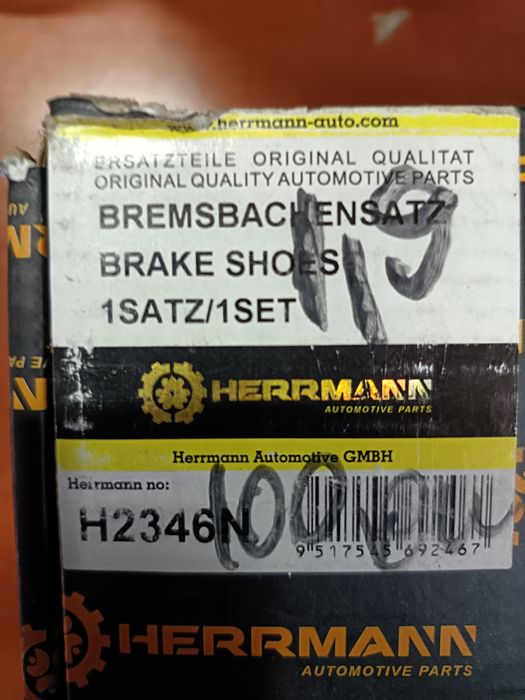 www.herrmann-auto.com
ERSATZTEILE ORIGINAL QUALITAT
ORIGINAL QUALITY AUTOMOTIVE PARTS
BREMSBACHENSATZ
BRAKE SHOES
1SATZ/1SET
HERRMANN
AUTOMOTIVE PARTS
Herrmann Automotive GMBH
Herrmann no:
H2346N
9 517545 692467
HERRMANN
AUTOMOTIVE PARTS